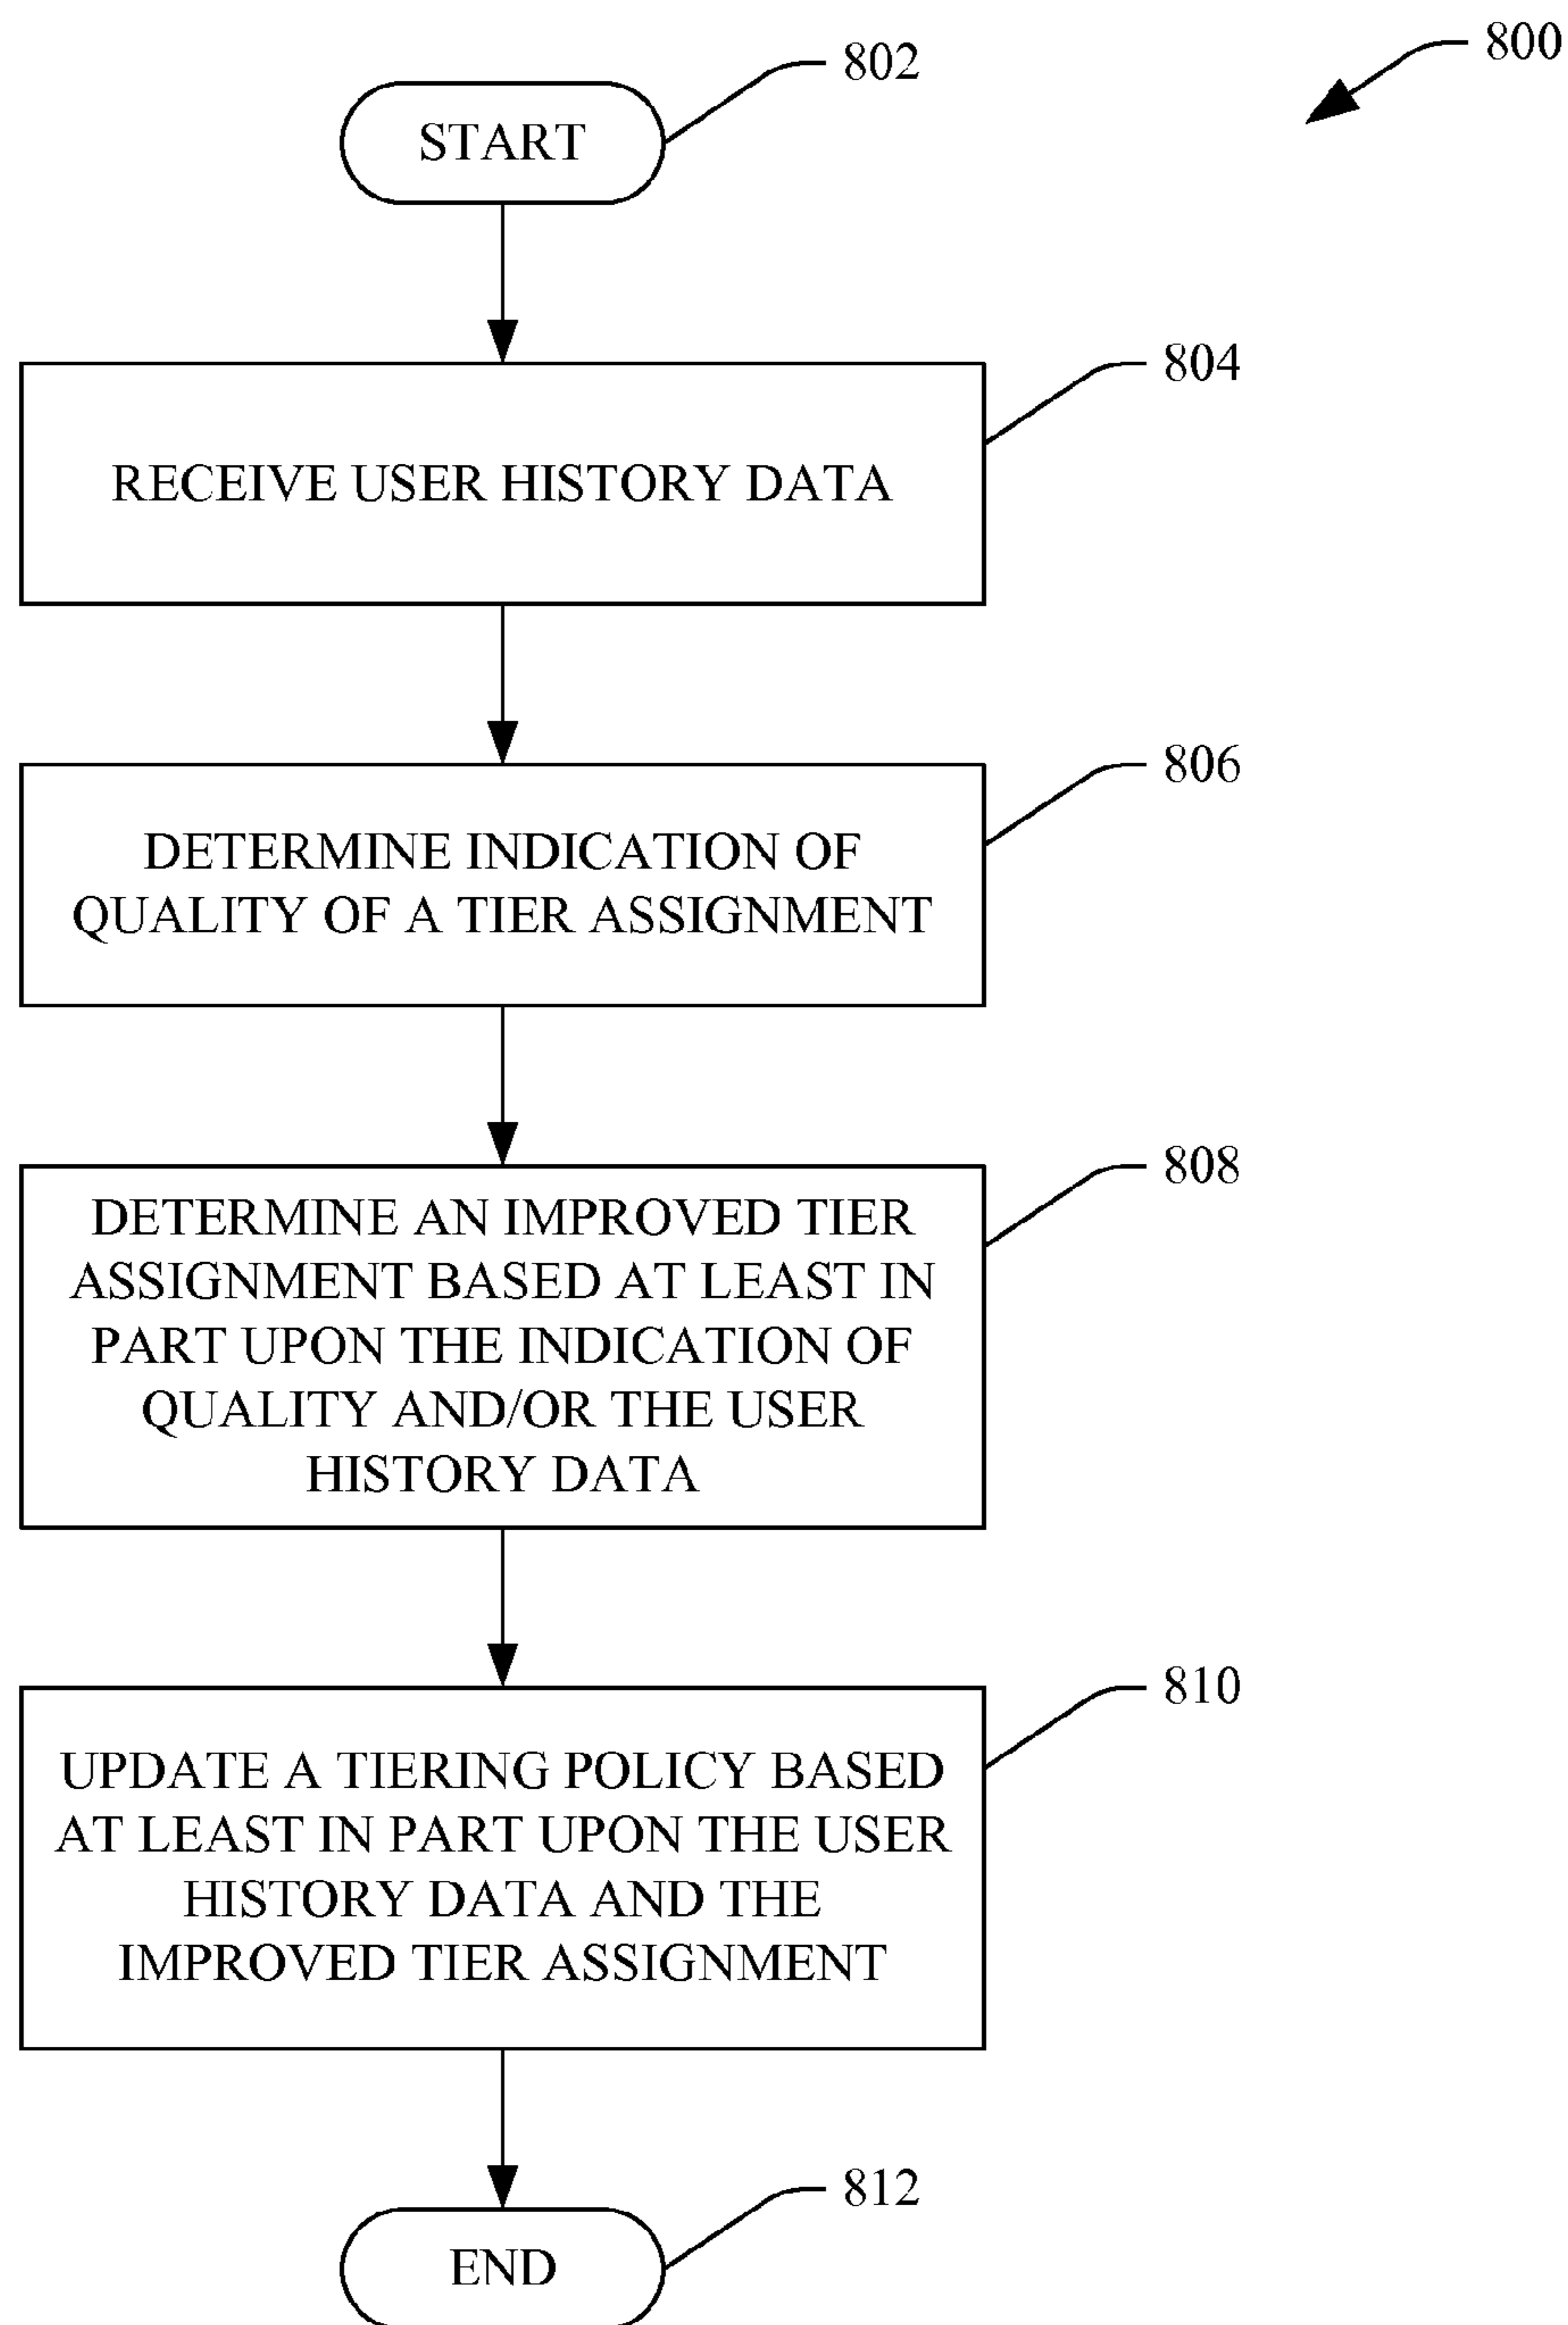 800
802
START
804
RECEIVE USER HISTORY DATA
806
DETERMINE INDICATION OF
QUALITY OF A TIER ASSIGNMENT
808
DETERMINE AN IMPROVED TIER
ASSIGNMENT BASED AT LEAST IN
PART UPON THE INDICATION OF
QUALITY AND/OR THE USER
HISTORY DATA
810
UPDATE A TIERING POLICY BASED
AT LEAST IN PART UPON THE USER
HISTORY DATA AND THE
IMPROVED TIER ASSIGNMENT
812
END